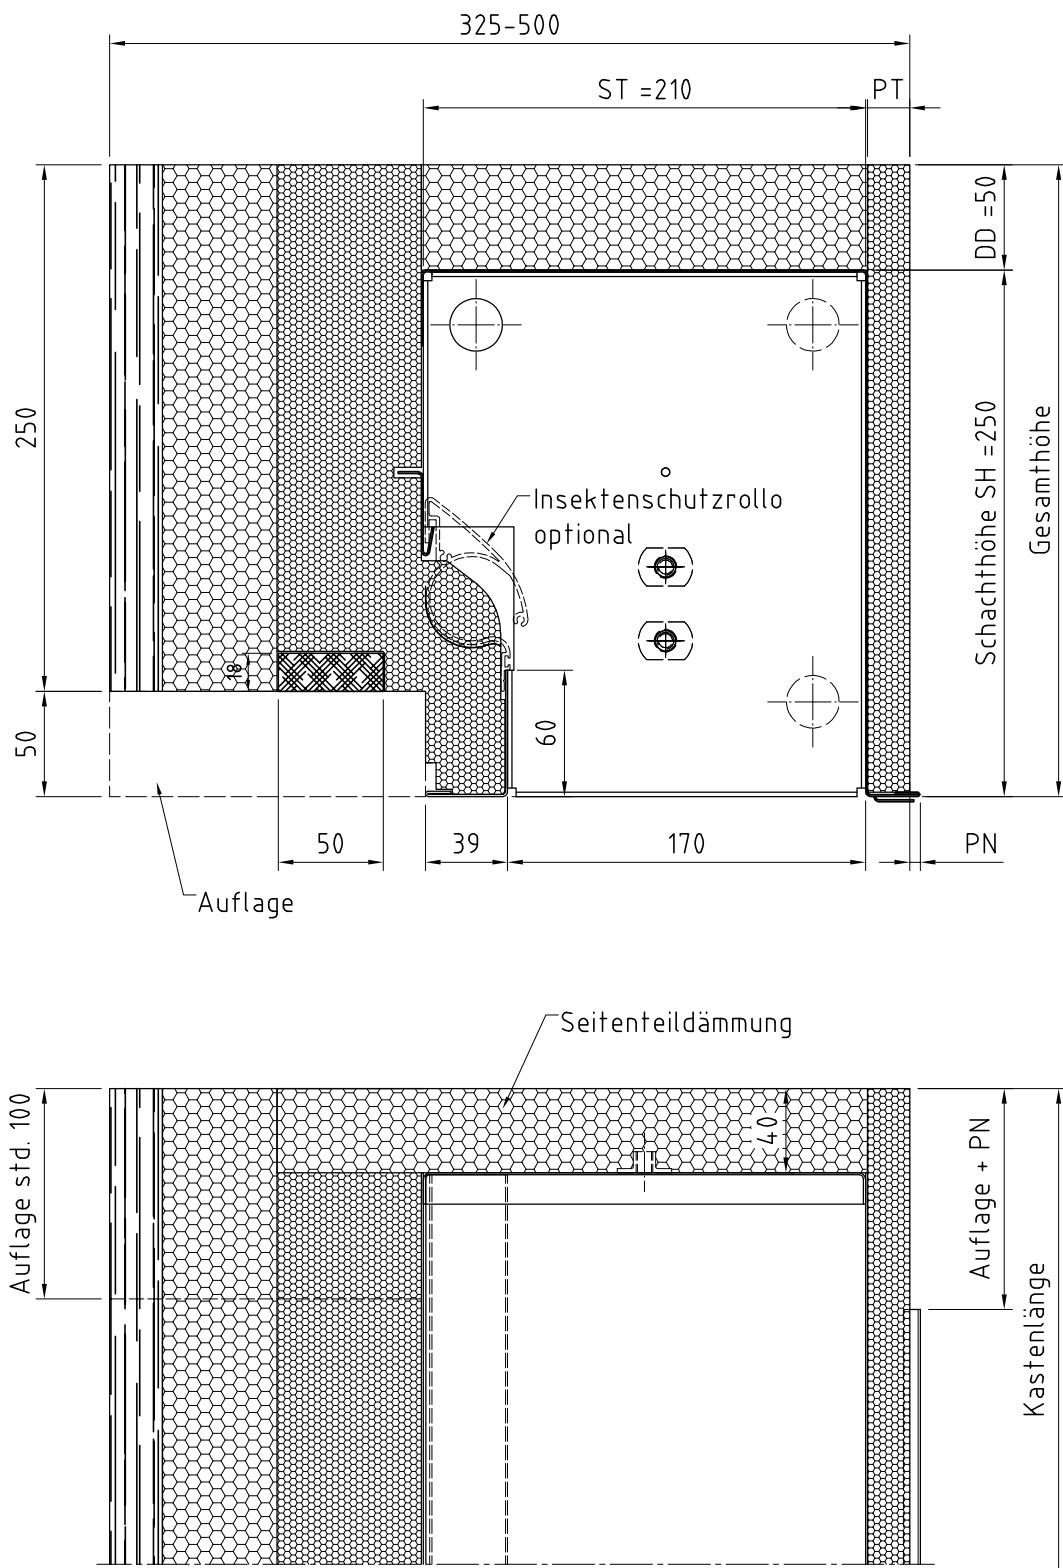 325-500
ST =210
PT
DD =50
250
Schachthöhe SH =250
Gesamthöhe
Insektenschutzrollo
optional
18
50
60
50
39
170
PN
Auflage
Seitenteildämmung
Auflage std. 100
40
Auflage + PN
Kastenlänge